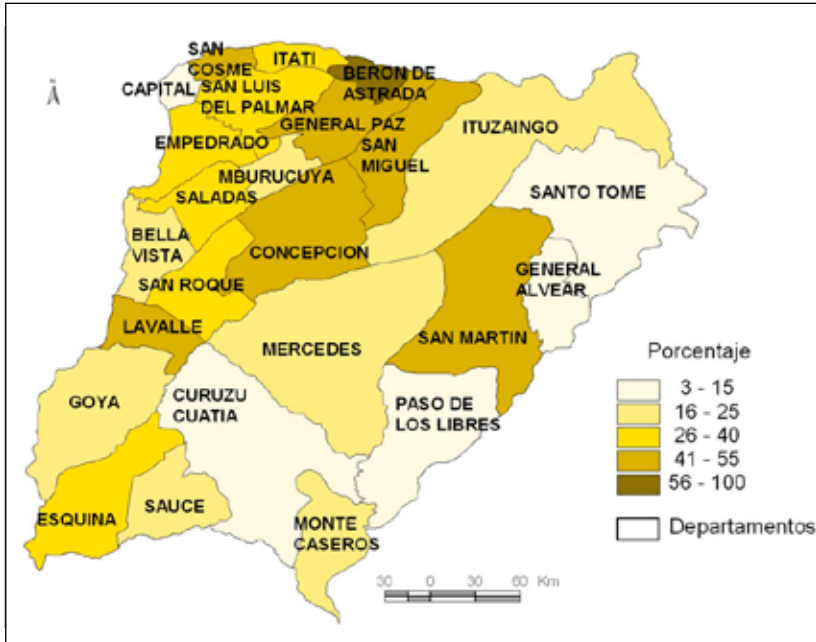 SAN
COSME
ITATI
CAPITAL
SAN LUIS
DEL PALMAR
BERON DE
ASTRADA
GENERAL PAZ
ITUZAINGO
EMPEDRADO
SAN
MIGUEL
MBURUCUYA
SANTO TOME
SALADAS
BELLA
VISTA
CONCEPCION
GENERAL
ALVEAR
SAN ROQUE
LAVALLE
MERCEDES
SAN MARTIN
GOYA
CURUZU
CUATIA
PASO DE
LOS LIBRES
ESQUINA
SAUCE
MONTE
CASEROS
Porcentaje
3 - 15
16 - 25
26 - 40
41 - 55
56 - 100
Departamentos
30 0 30 60 Km